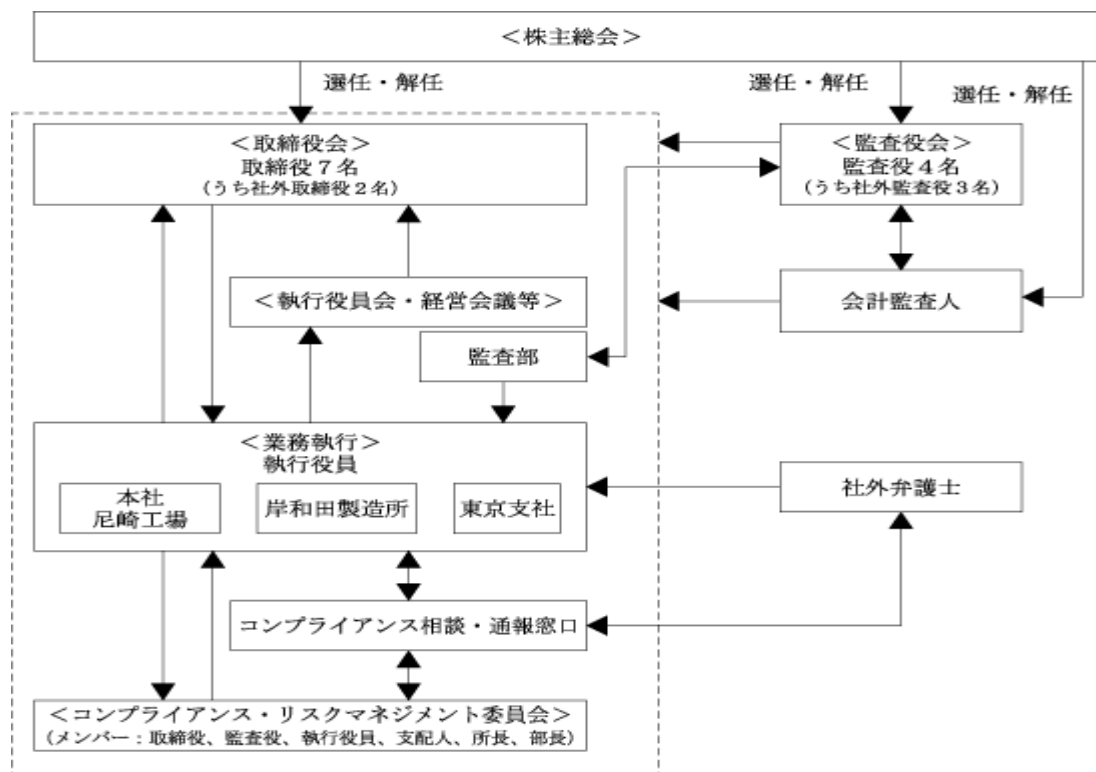 ＜株主総会＞
選任・解任
選任・解任
選任・解任
＜取締役会＞
取締役７名
（うち社外取締役２名）
＜監査役会＞
監査役４名
（うち社外監査役３名）
＜執行役員会・経営会議等＞
会計監査人
監査部
＜業務執行＞
執行役員
本社
尼崎工場
岸和田製造所
東京支社
社外弁護士
コンプライアンス相談・通報窓口
＜コンプライアンス・リスクマネジメント委員会＞
（メンバー：取締役、監査役、執行役員、支配人、所長、部長）